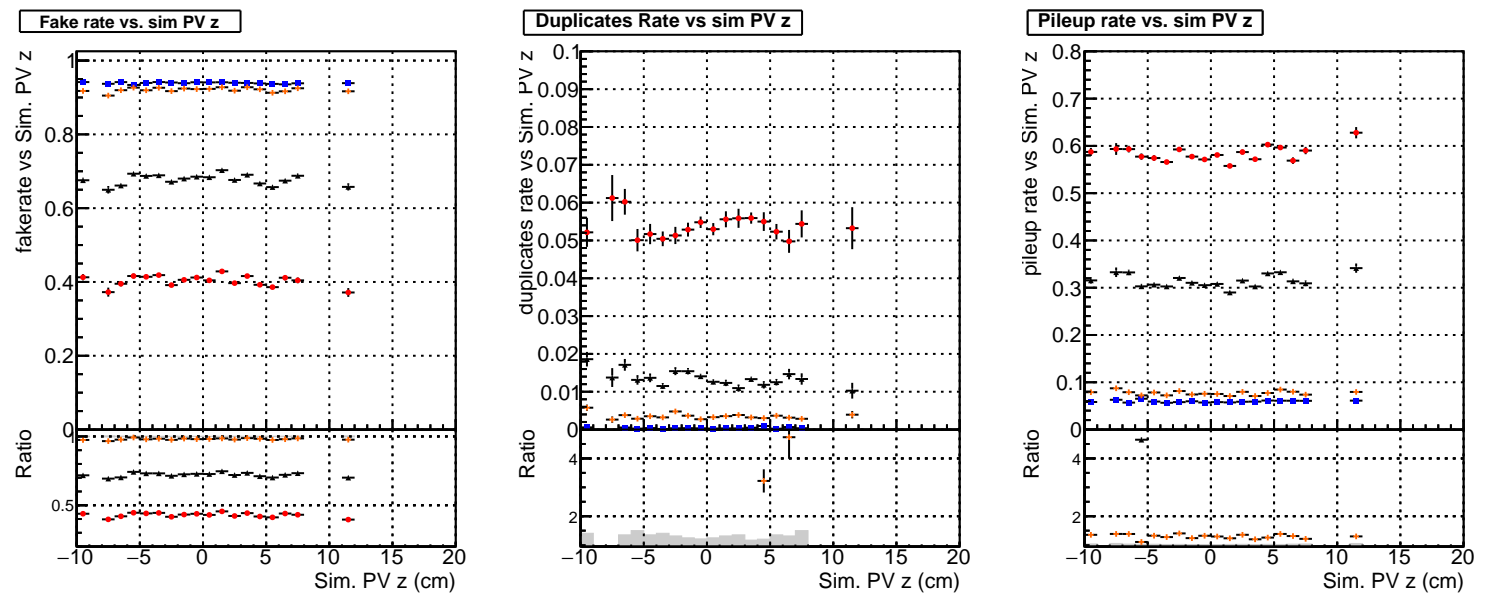 Fake rate vs. sim PV z
fakerate vs Sim. PV z
1
0.8
0.6
0.4
0.2
0
Ratio
1
0.5
−10 −5 0 5 10 15 20
Sim. PV z (cm)
Duplicates Rate vs sim PV z
duplicates rate vs Sim. PV z
0.1
0.09
0.08
0.07
0.06
0.05
0.04
0.03
0.02
0.01
0
Ratio
4
2
−10 −5 0 5 10 15 20
Sim. PV z (cm)
Pileup rate vs. sim PV z
pileup rate vs Sim. PV z
0.8
0.7
0.6
0.5
0.4
0.3
0.2
0.1
0
Ratio
4
2
−10 −5 0 5 10 15 20
Sim. PV z (cm)